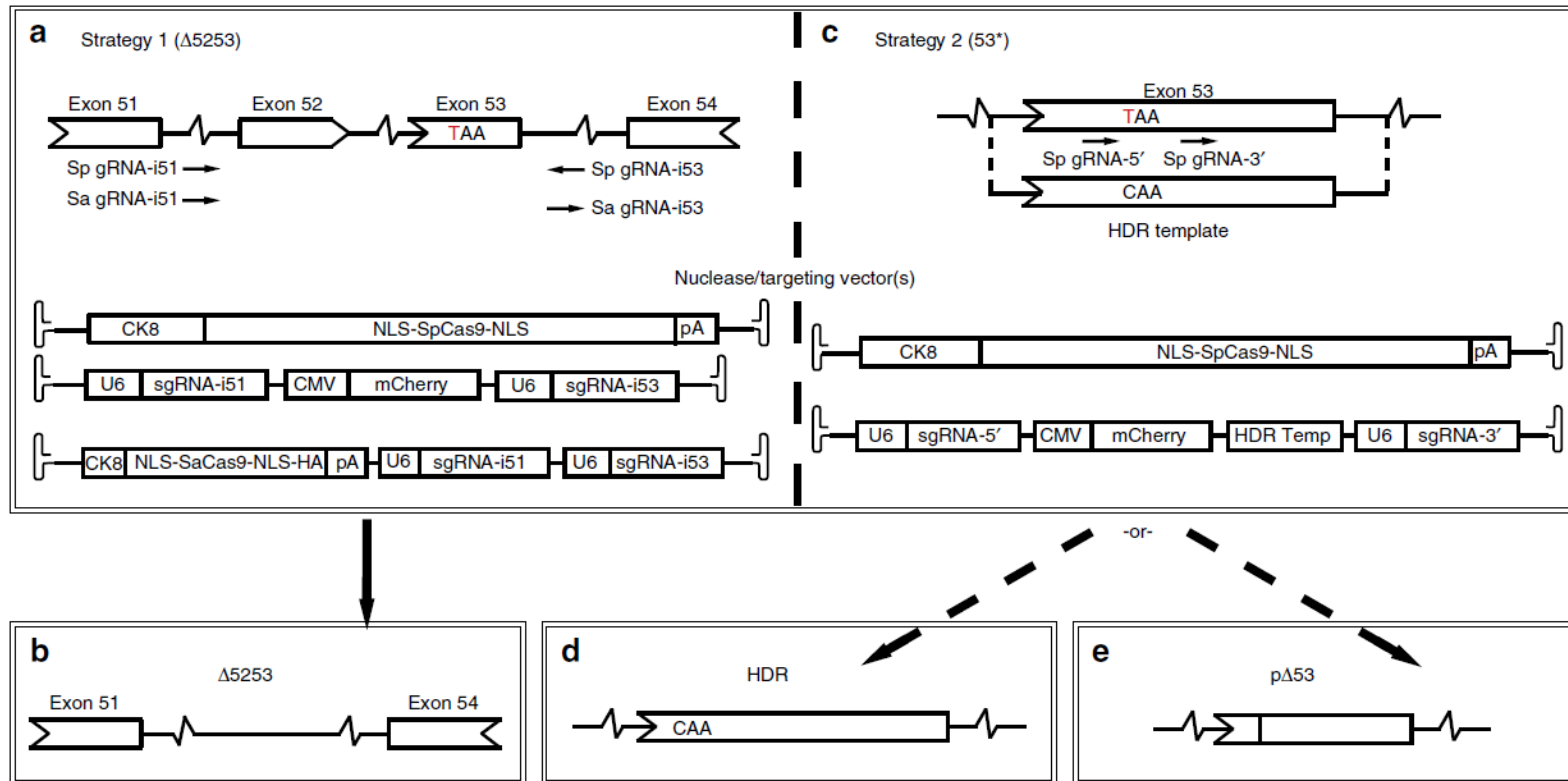 a Strategy 1 (Δ5253)
Exon 51 Exon 52 Exon 53 Exon 54
TAA
Sp gRNA-i51 Sp gRNA-i53
Sa gRNA-i51 Sa gRNA-i53
c Strategy 2 (53*)
Exon 53
TAA
Sp gRNA-5′ Sp gRNA-3′
CAA
HDR template
Nuclease/targeting vector(s)
CK8 NLS-SpCas9-NLS pA
U6 sgRNA-i51 CMV mCherry U6 sgRNA-i53
CK8 NLS-SaCas9-NLS-HA pA U6 sgRNA-i51 U6 sgRNA-i53
CK8 NLS-SpCas9-NLS pA
U6 sgRNA-5′ CMV mCherry HDR Temp U6 sgRNA-3′
-or-
b
Δ5253
Exon 51 Exon 54
d
HDR
CAA
e
pΔ53